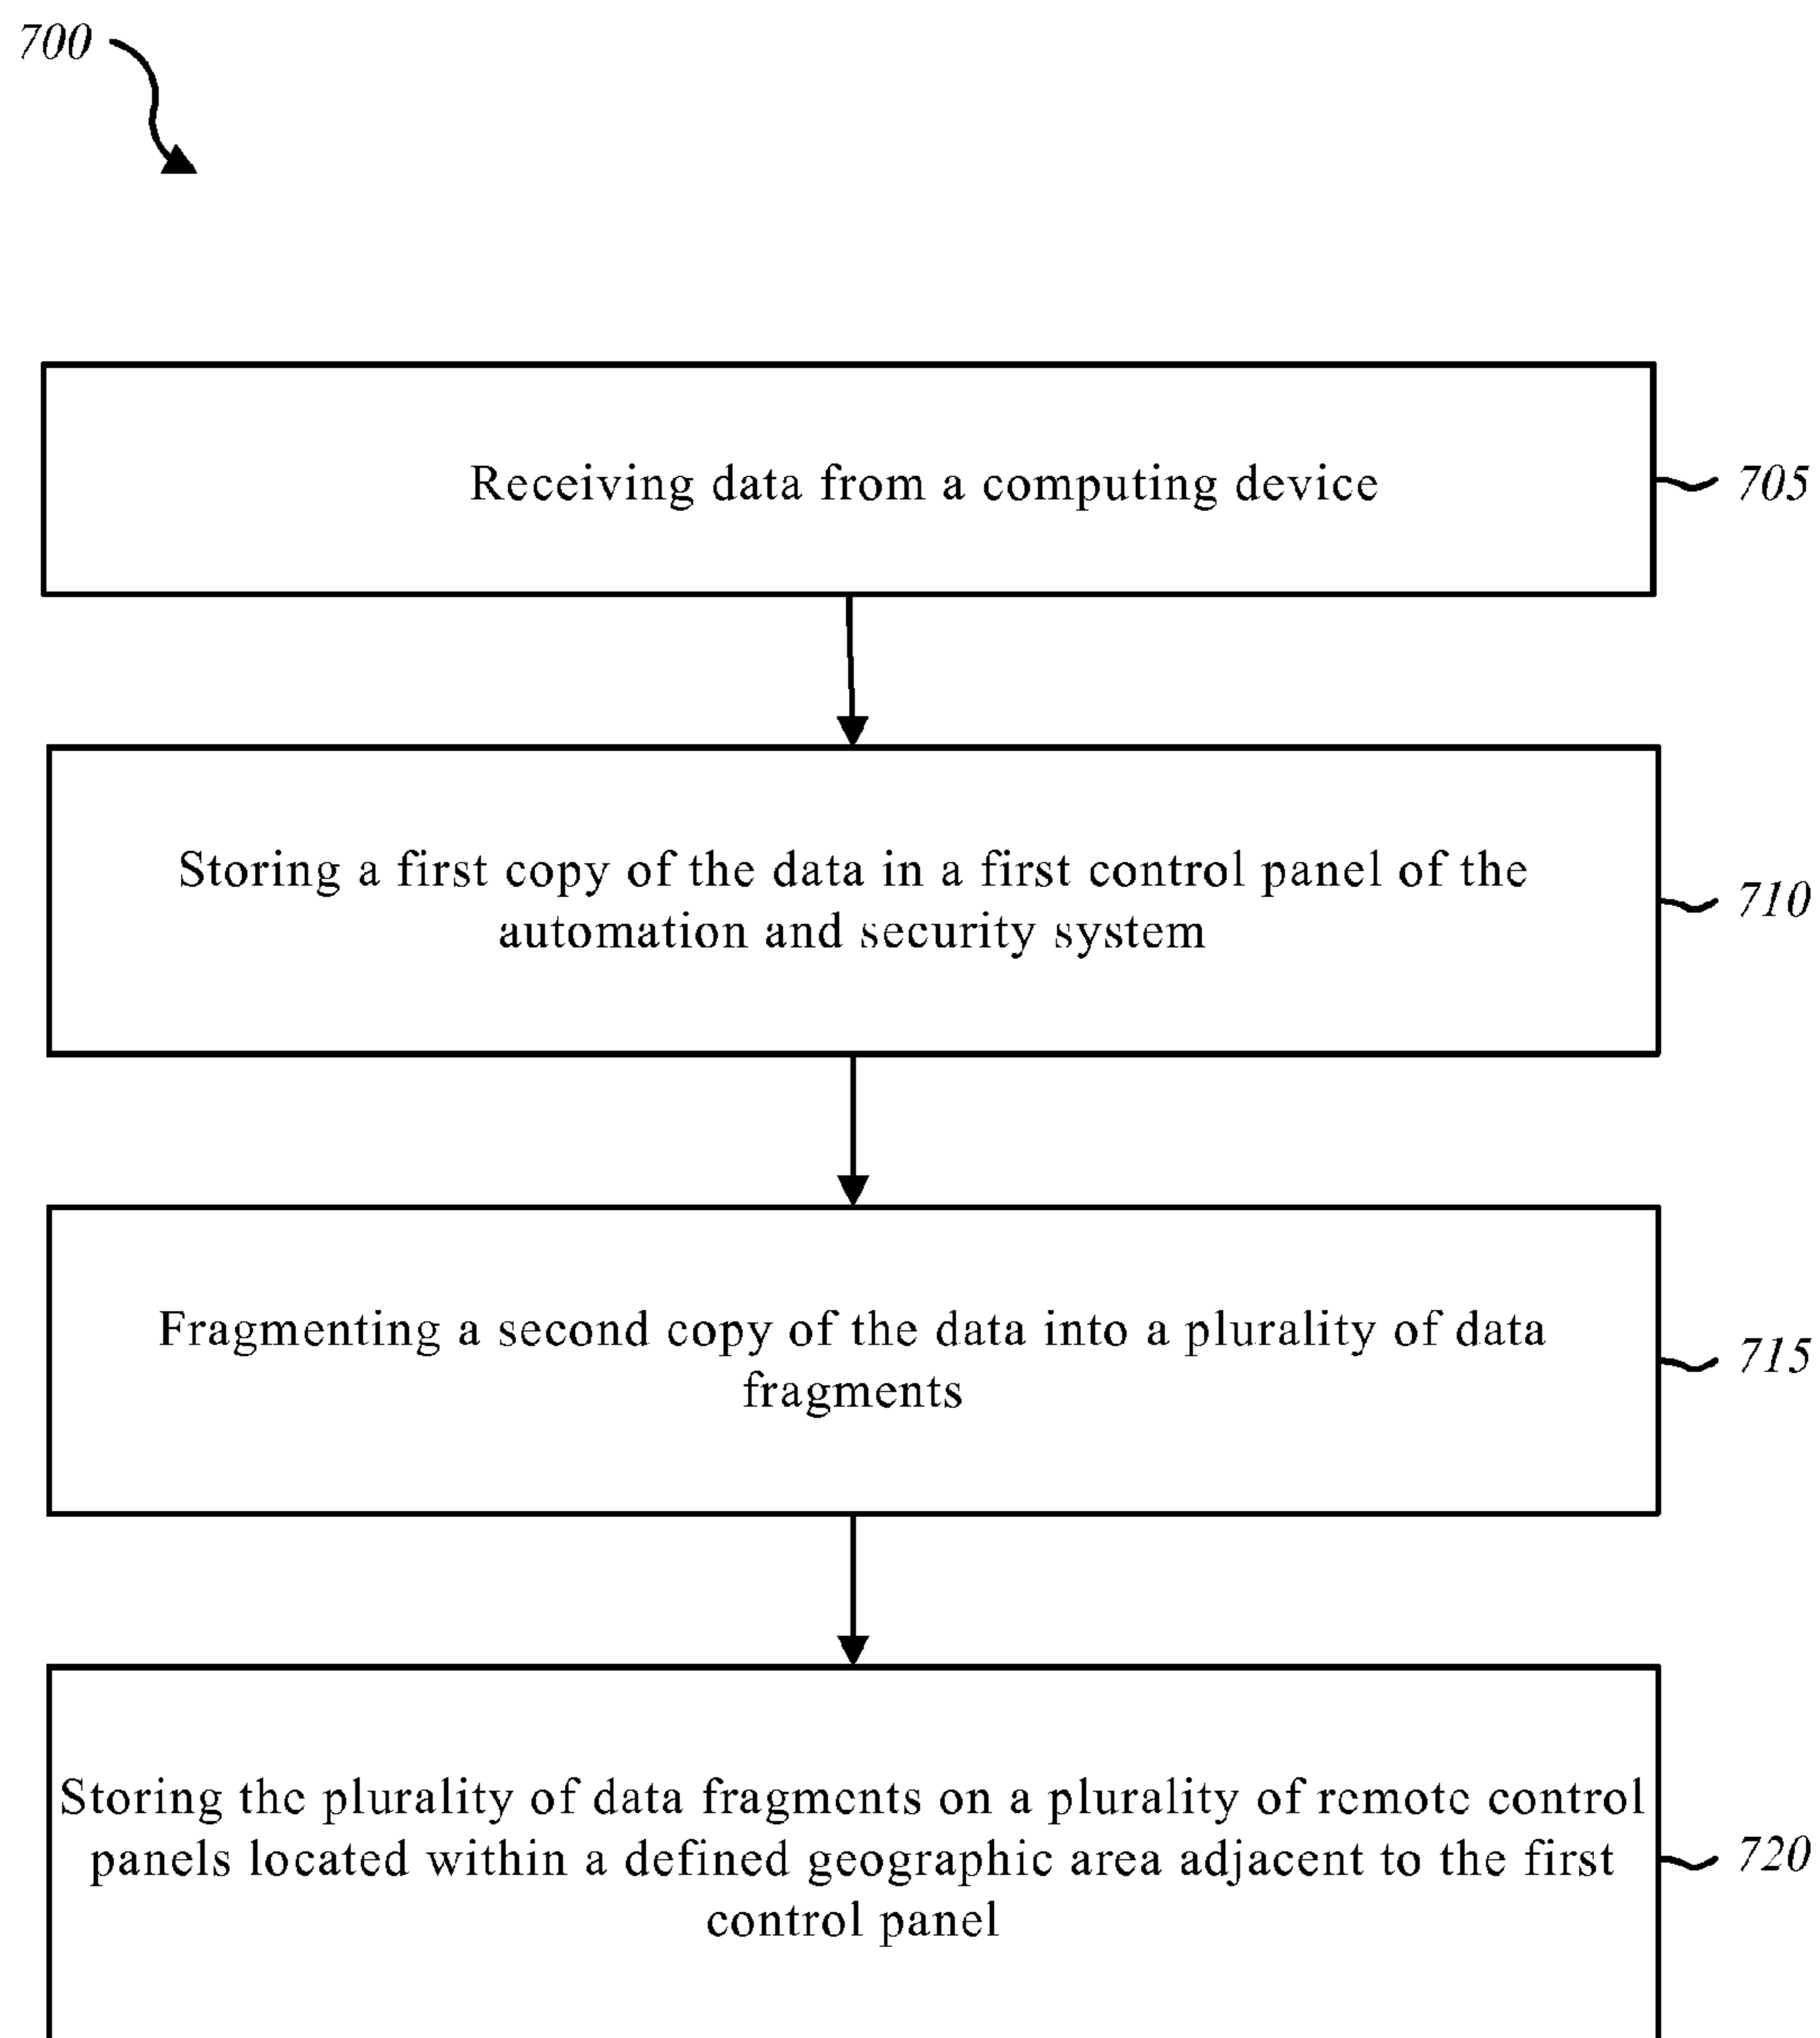 700
Receiving data from a computing device
705
Storing a first copy of the data in a first control panel of the
automation and security system
710
Fragmenting a second copy of the data into a plurality of data
fragments
715
Storing the plurality of data fragments on a plurality of remote control
panels located within a defined geographic area adjacent to the first
control panel
720